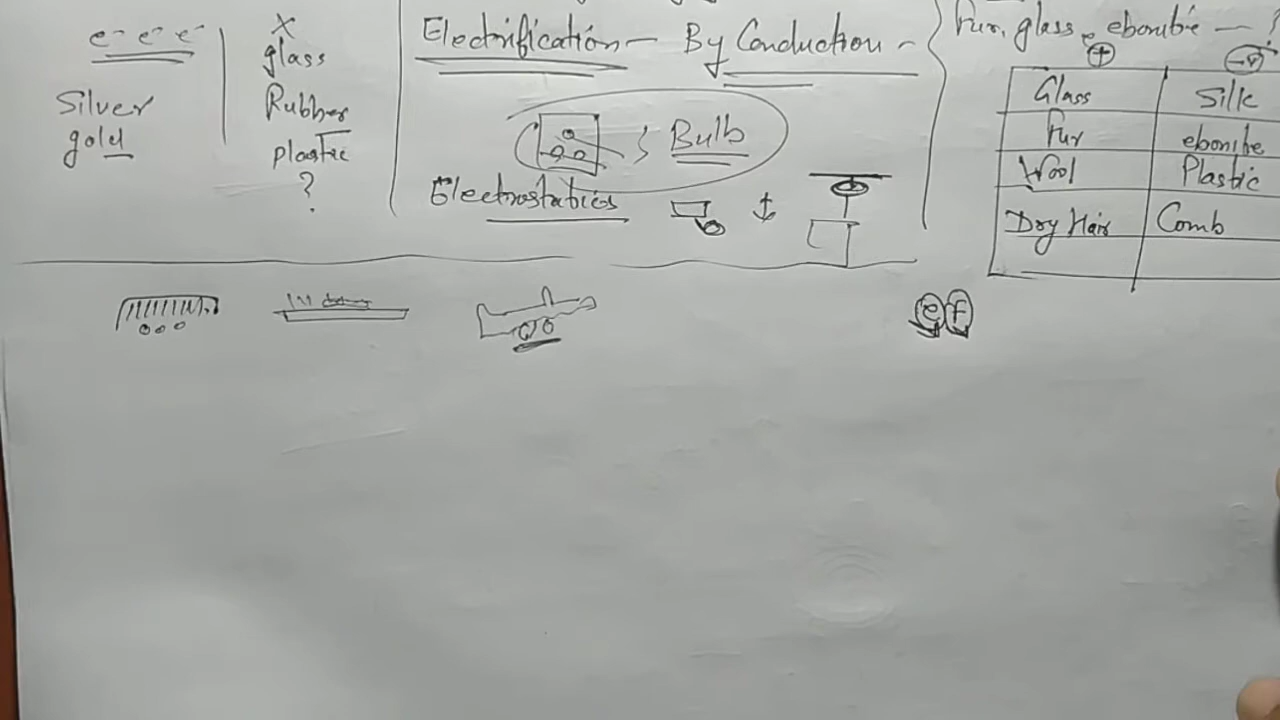 e- e- e-
Silver
gold
x
glass
Rubber
plastic
?
Electrification - By Conduction -
Bulb
Electrostatics
Fur, glass, ebonite -
+
-ve
Glass Silk
Fur ebonite
Wool Plastic
Dry Hair Comb
e f